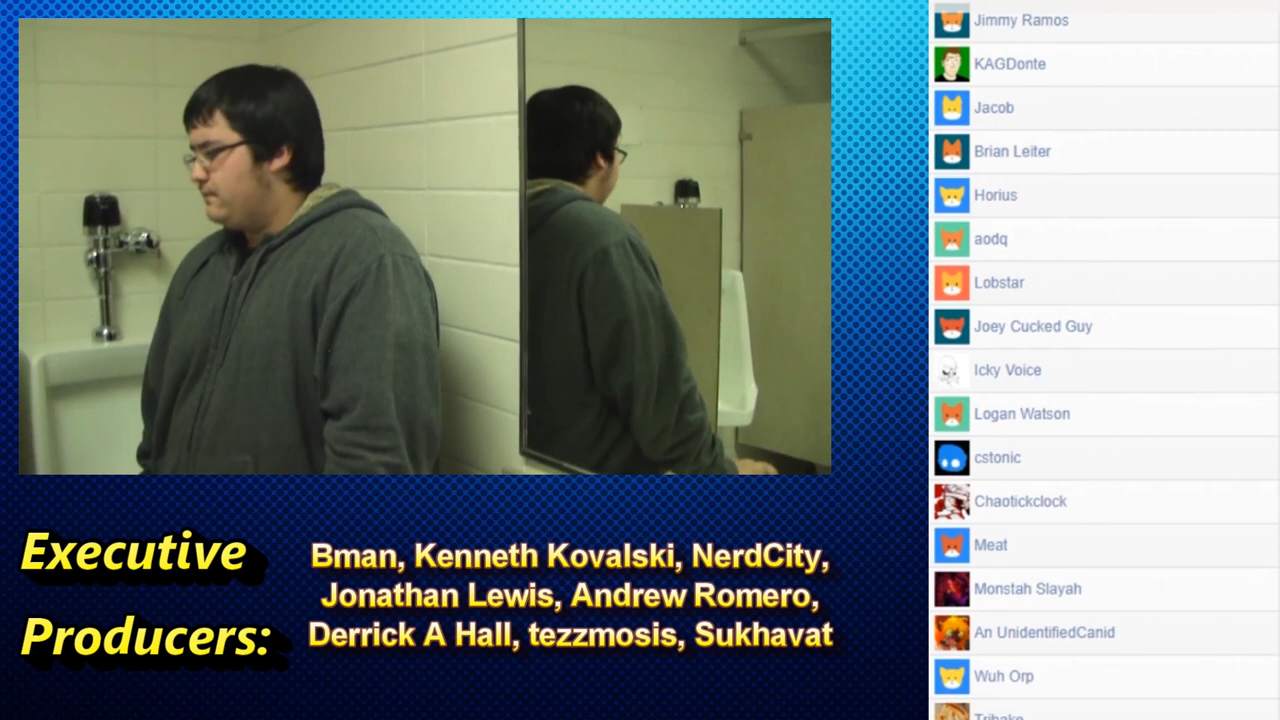 Executive
Producers:
Bman, Kenneth Kovalski, NerdCity,
Jonathan Lewis, Andrew Romero,
Derrick A Hall, tezzmosis, Sukhavat
Jimmy Ramos
KAGDonte
Jacob
Brian Leiter
Horius
aodq
Lobstar
Joey Cucked Guy
Icky Voice
Logan Watson
cstonic
Chaotickclock
Meat
Monstah Slayah
An UnidentifiedCanid
Wuh Orp